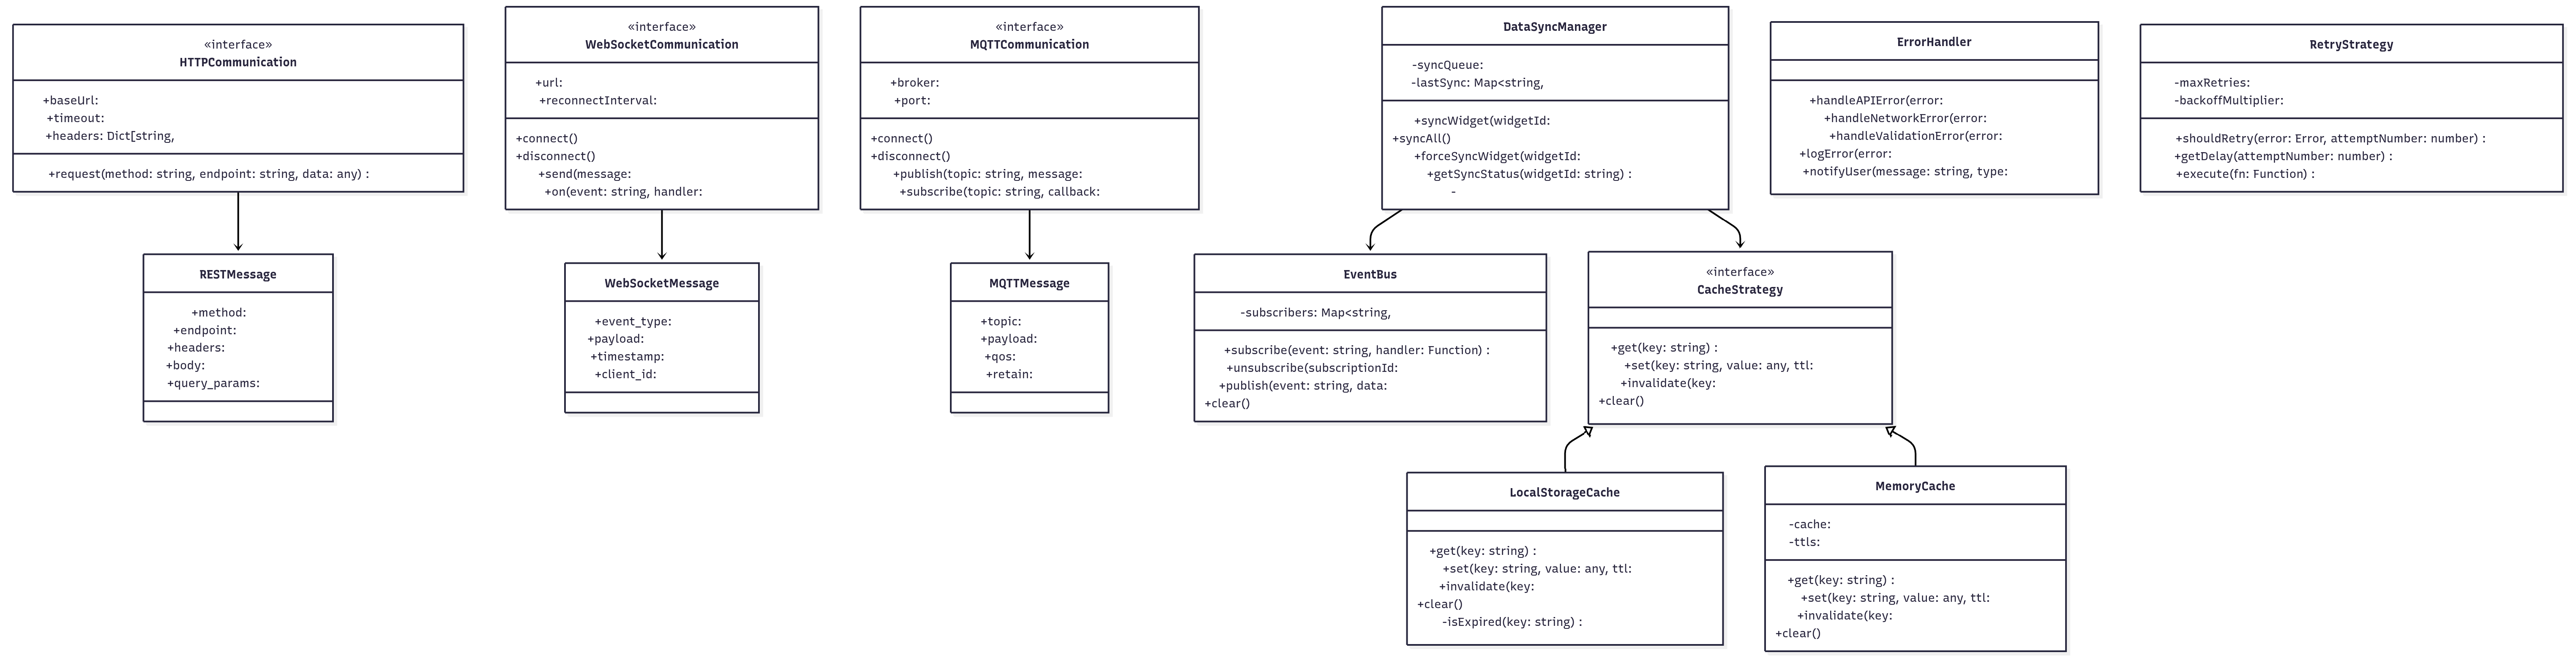 «interface»
HTTPCommunication
+baseUrl:
+timeout:
+headers: Dict[string,
+request(method: string, endpoint: string, data: any) :
«interface»
WebSocketCommunication
+url:
+reconnectInterval:
+connect()
+disconnect()
+send(message:
+on(event: string, handler:
«interface»
MQTTCommunication
+broker:
+port:
+connect()
+disconnect()
+publish(topic: string, message:
+subscribe(topic: string, callback:
DataSyncManager
-syncQueue:
-lastSync: Map<string,
+syncWidget(widgetId:
+syncAll()
+forceSyncWidget(widgetId:
+getSyncStatus(widgetId: string) :
-
ErrorHandler
+handleAPIError(error:
+handleNetworkError(error:
+handleValidationError(error:
+logError(error:
+notifyUser(message: string, type:
RetryStrategy
-maxRetries:
-backoffMultiplier:
+shouldRetry(error: Error, attemptNumber: number) :
+getDelay(attemptNumber: number) :
+execute(fn: Function) :
RESTMessage
+method:
+endpoint:
+headers:
+body:
+query_params:
WebSocketMessage
+event_type:
+payload:
+timestamp:
+client_id:
MQTTMessage
+topic:
+payload:
+qos:
+retain:
EventBus
-subscribers: Map<string,
+subscribe(event: string, handler: Function) :
+unsubscribe(subscriptionId:
+publish(event: string, data:
+clear()
«interface»
CacheStrategy
+get(key: string) :
+set(key: string, value: any, ttl:
+invalidate(key:
+clear()
LocalStorageCache
+get(key: string) :
+set(key: string, value: any, ttl:
+invalidate(key:
+clear()
-isExpired(key: string) :
MemoryCache
-cache:
-ttls:
+get(key: string) :
+set(key: string, value: any, ttl:
+invalidate(key:
+clear()